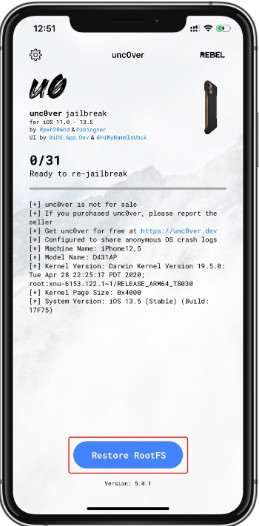 12:51
unc0ver
REBEL
u0
unc0ver jailbreak
for iOS 11.0 - 13.5
by @pwn20wnd & @sbingner
UI by @iOS_App_Dev & @HiMyNameIsUbik
0/31
Ready to re-jailbreak
[*] unc0ver is not for sale
[*] If you purchased unc0ver, please report the
seller
[*] Get unc0ver for free at https://unc0ver.dev
[*] Configured to share anonymous OS crash logs
[*] Machine Name: iPhone12,5
[*] Model Name: D431AP
[*] Kernel Version: Darwin Kernel Version 19.5.0:
Tue Apr 28 22:25:17 PDT 2020;
root:xnu-6153.122.1~1/RELEASE_ARM64_T8030
[*] Kernel Page Size: 0x4000
[*] System Version: iOS 13.5 (Stable) (Build:
17F75)
Restore RootFS
Version: 5.0.1